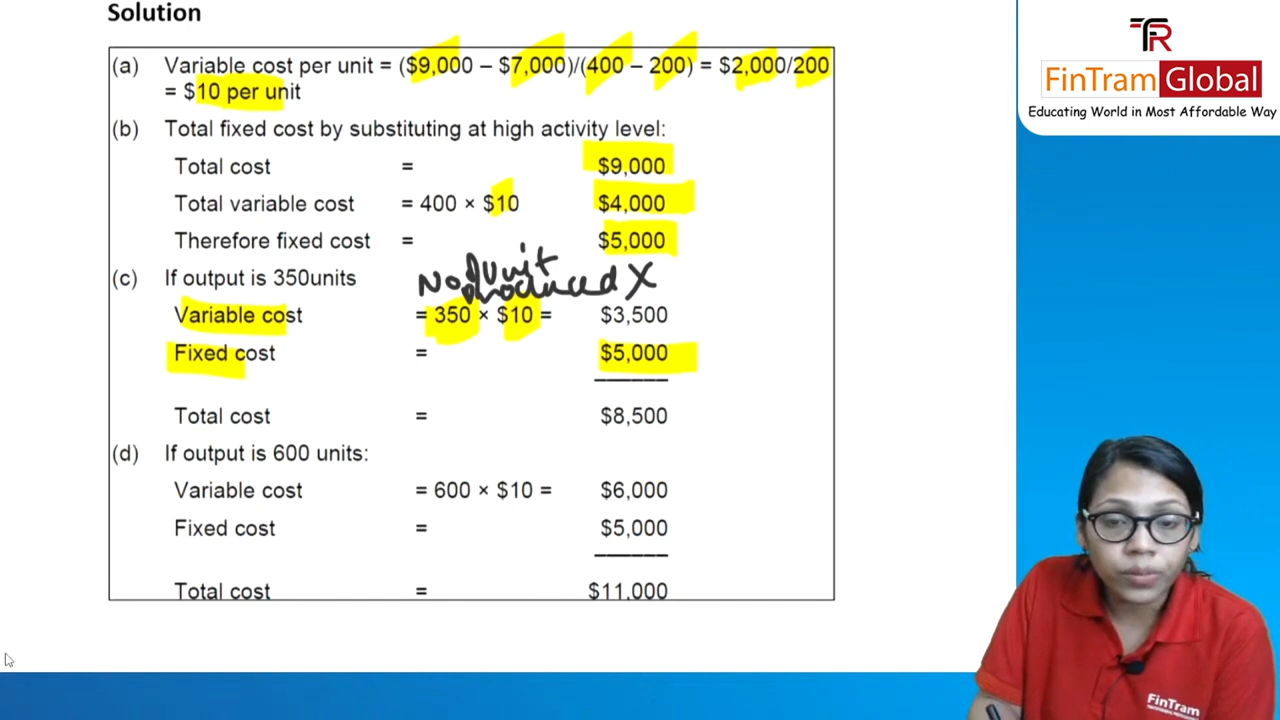 Solution
(a) Variable cost per unit = ($9,000 – $7,000)/(400 – 200) = $2,000/200
= $10 per unit
(b) Total fixed cost by substituting at high activity level:
Total cost = $9,000
Total variable cost = 400 × $10 $4,000
Therefore fixed cost = $5,000
(c) If output is 350units
No. of unit
produced X
Variable cost = 350 × $10 = $3,500
Fixed cost = $5,000
Total cost = $8,500
(d) If output is 600 units:
Variable cost = 600 × $10 = $6,000
Fixed cost = $5,000
Total cost = $11,000
FinTram Global
Educating World in Most Affordable Way
FinTram